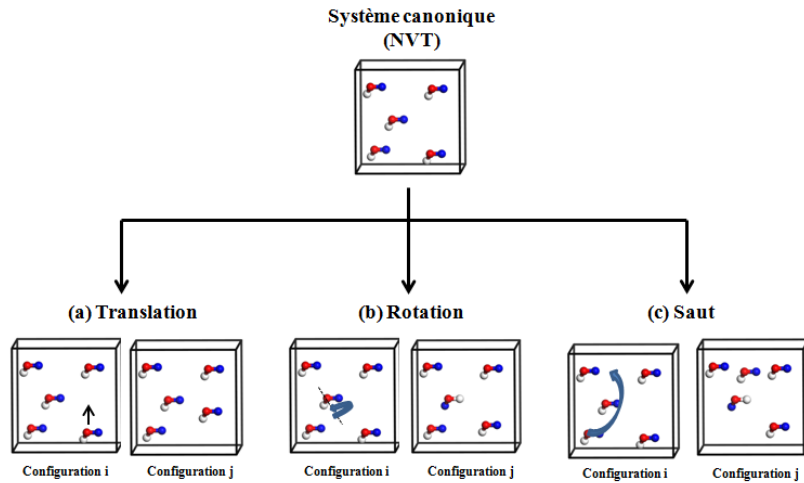 Système canonique
(NVT)
(a) Translation
(b) Rotation
(c) Saut
Configuration i
Configuration j
Configuration i
Configuration j
Configuration i
Configuration j